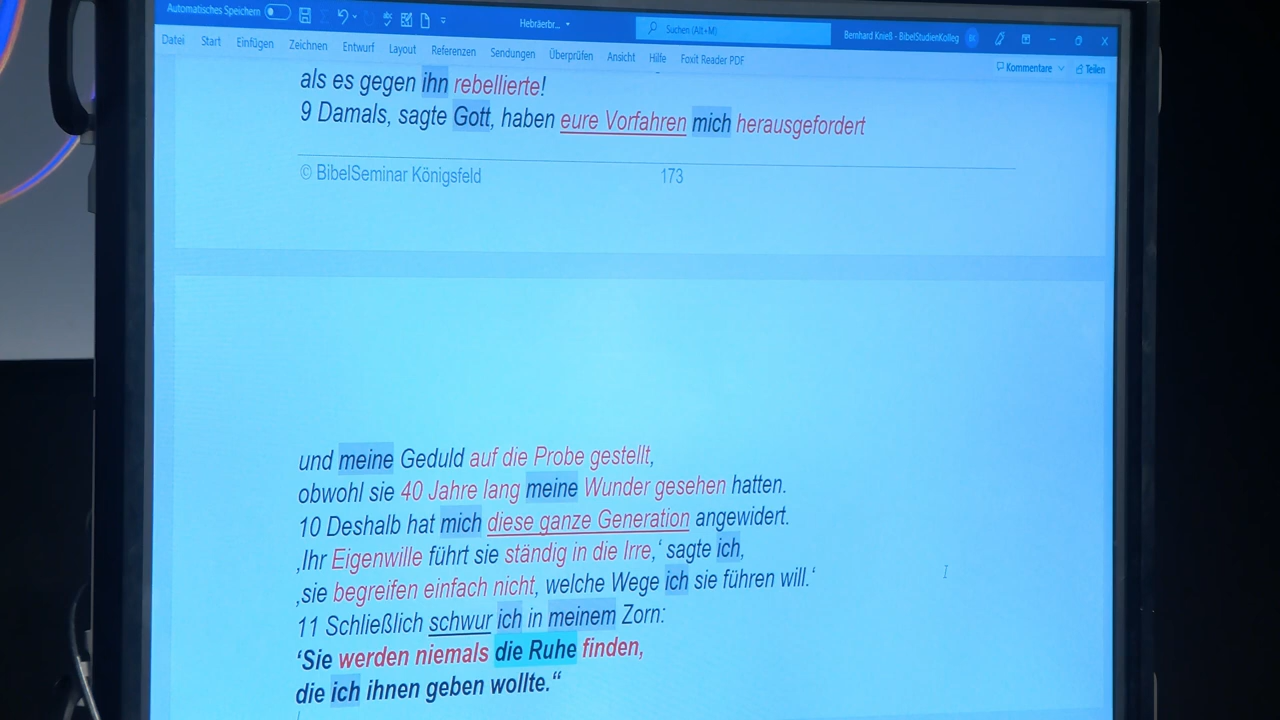 Automatisches Speichern
Hebräerbr...
Suchen (Alt+M)
Bernhard Knieß - BibelStudienKolleg
Datei Start Einfügen Zeichnen Entwurf Layout Referenzen Sendungen Überprüfen Ansicht Hilfe Foxit Reader PDF
Kommentare Teilen
als es gegen ihn rebellierte!
9 Damals, sagte Gott, haben eure Vorfahren mich herausgefordert
© BibelSeminar Königsfeld 173
und meine Geduld auf die Probe gestellt,
obwohl sie 40 Jahre lang meine Wunder gesehen hatten.
10 Deshalb hat mich diese ganze Generation angewidert.
‚Ihr Eigenwille führt sie ständig in die Irre,‘ sagte ich,
‚sie begreifen einfach nicht, welche Wege ich sie führen will.‘
11 Schließlich schwur ich in meinem Zorn:
‘Sie werden niemals die Ruhe finden,
die ich ihnen geben wollte.“